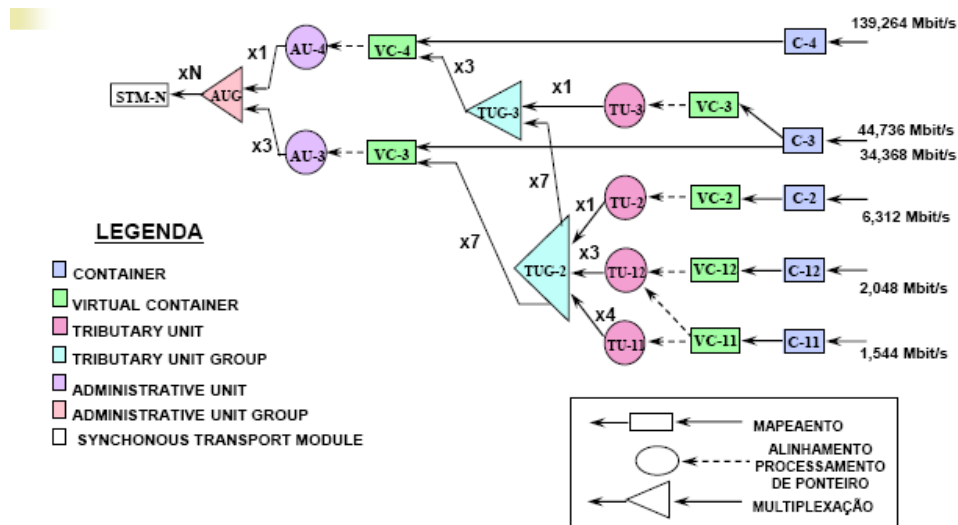 139,264 Mbit/s
xN
x1
AU-4
VC-4
C-4
x3
STM-N
AUG
TUG-3
x1
TU-3
VC-3
44,736 Mbit/s
x3
AU-3
VC-3
C-3
34,368 Mbit/s
x7
x1
TU-2
VC-2
C-2
6,312 Mbit/s
x7
TUG-2
x3
TU-12
VC-12
C-12
2,048 Mbit/s
x4
TU-11
VC-11
C-11
1,544 Mbit/s
LEGENDA
CONTAINER
VIRTUAL CONTAINER
TRIBUTARY UNIT
TRIBUTARY UNIT GROUP
ADMINISTRATIVE UNIT
ADMINISTRATIVE UNIT GROUP
SYNCHONOUS TRANSPORT MODULE
MAPEAENTO
ALINHAMENTO
PROCESSAMENTO
DE PONTEIRO
MULTIPLEXAÇÃO